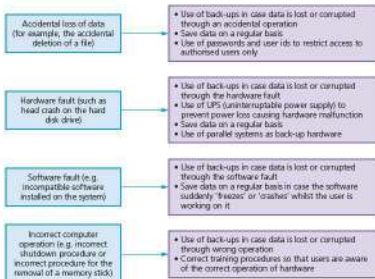 Accidental loss of data
(for example, the accidental
deletion of a file)
• Use of back-ups in case data is lost or corrupted
through an accidental operation
• Save data on a regular basis
• Use of passwords and user ids to restrict access to
authorised users only
Hardware fault (such as
head crash on the hard
disk drive)
• Use of back-ups in case data is lost or corrupted
through the hardware fault
• Use of UPS (uninterruptable power supply) to
prevent power loss causing hardware malfunction
• Save data on a regular basis
• Use of parallel systems as back-up hardware
Software fault (e.g.
incompatible software
installed on the system)
• Use of back-ups in case data is lost or corrupted
through the software fault
• Save data on a regular basis in case the software
suddenly 'freezes' or 'crashes' whilst the user is
working on it
Incorrect computer
operation (e.g. incorrect
shutdown procedure or
incorrect procedure for the
removal of a memory stick)
• Use of back-ups in case data is lost or corrupted
through wrong operation
• Correct training procedures so that users are aware
of the correct operation of hardware